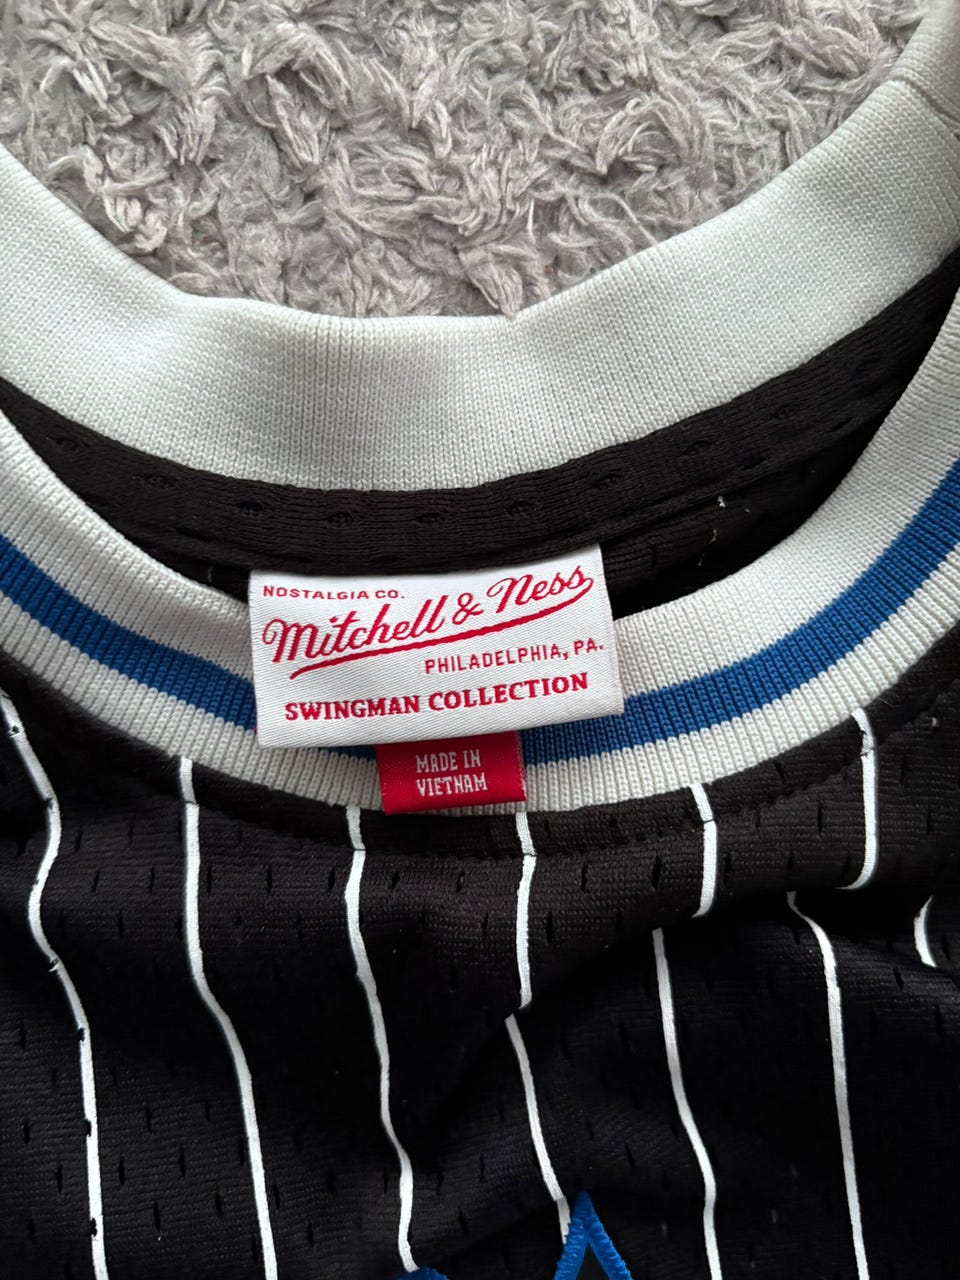 NOSTALGIA CO.
Mitchell & Ness
PHILADELPHIA, PA.
SWINGMAN COLLECTION
MADE IN
VIETNAM